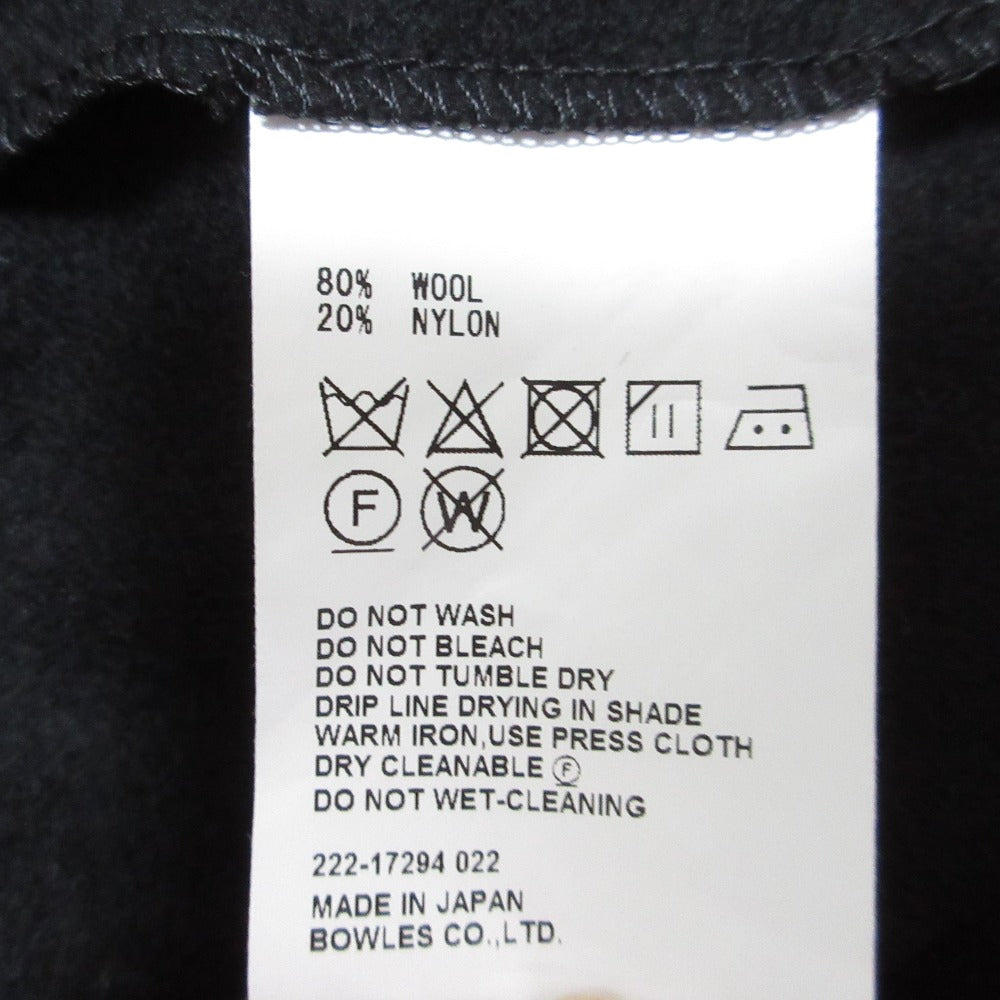 80% WOOL
20% NYLON
F W
DO NOT WASH
DO NOT BLEACH
DO NOT TUMBLE DRY
DRIP LINE DRYING IN SHADE
WARM IRON,USE PRESS CLOTH
DRY CLEANABLE Ⓕ
DO NOT WET-CLEANING
222-17294 022
MADE IN JAPAN
BOWLES CO.,LTD.